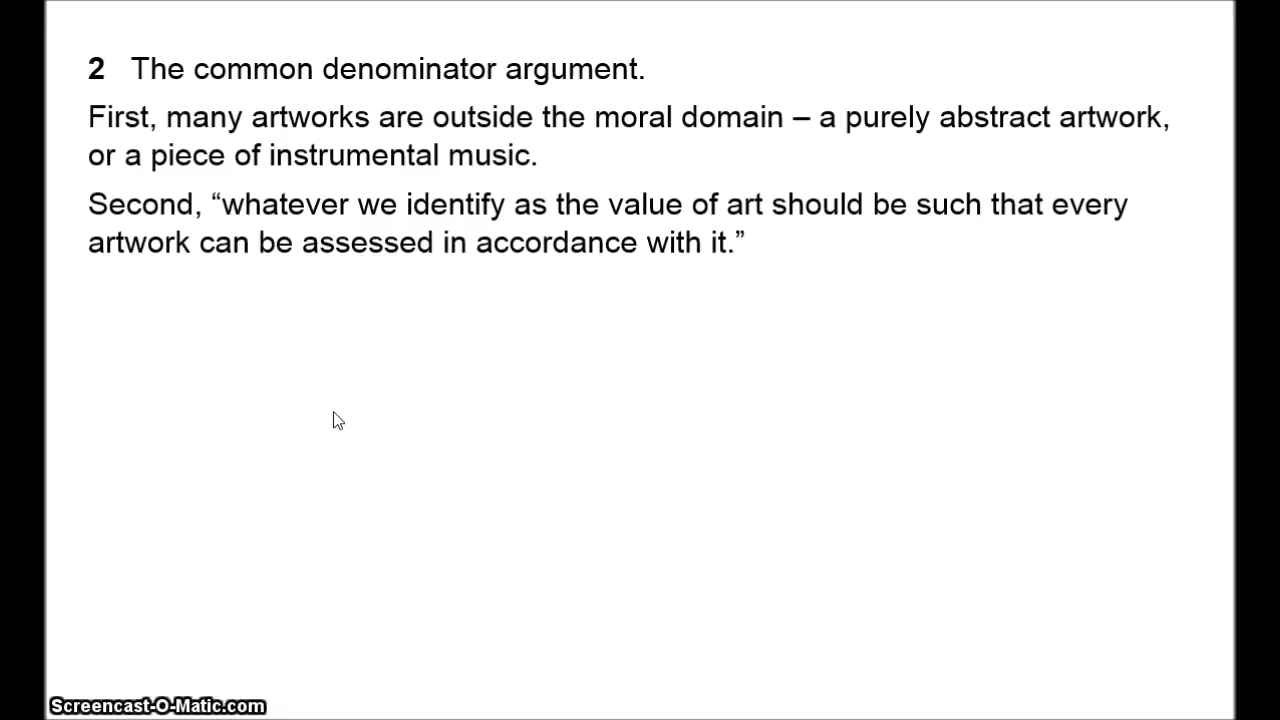 2 The common denominator argument.
First, many artworks are outside the moral domain – a purely abstract artwork,
or a piece of instrumental music.
Second, “whatever we identify as the value of art should be such that every
artwork can be assessed in accordance with it.”
Screencast-O-Matic.com